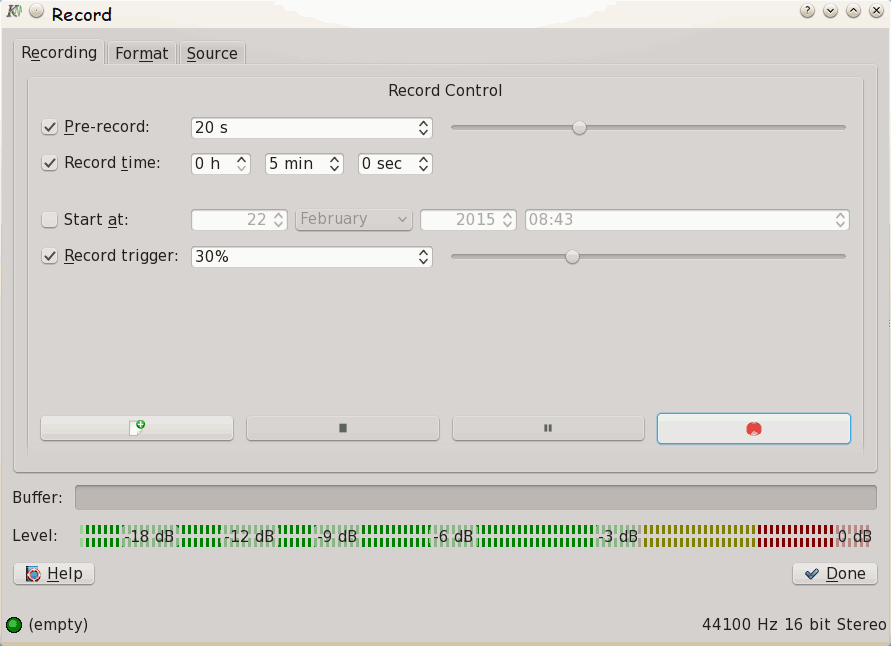 Record
Recording Format Source
Record Control
Pre-record: 20 s
Record time: 0 h 5 min 0 sec
Start at: 22 February 2015 08:43
Record trigger: 30%
Buffer:
Level: -18 dB -12 dB -9 dB -6 dB -3 dB 0 dB
Help Done
(empty) 44100 Hz 16 bit Stereo